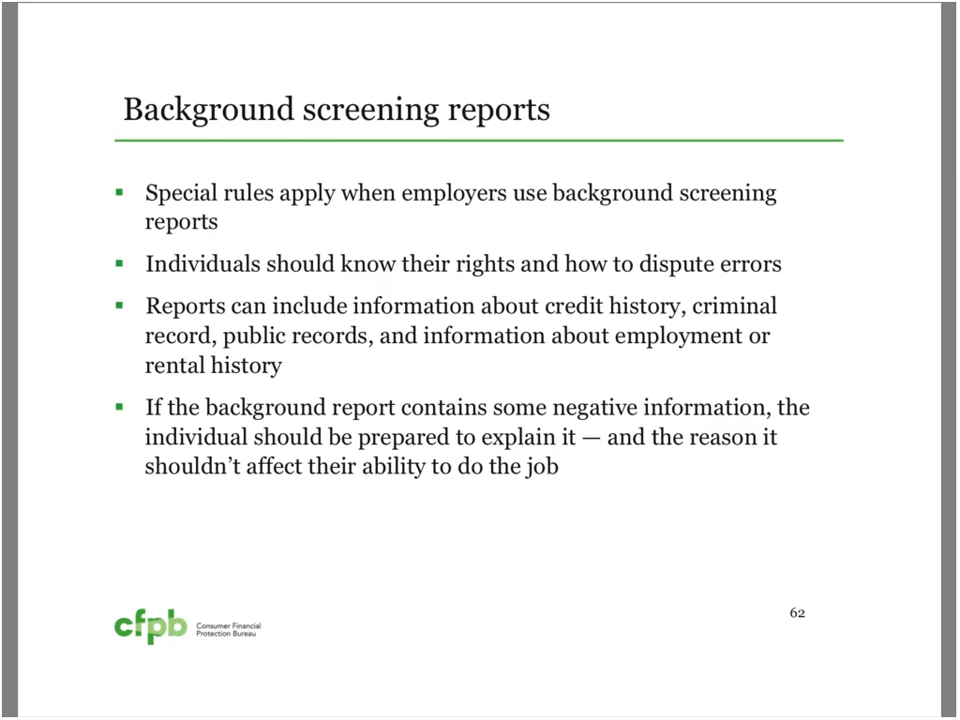 Background screening reports
▪ Special rules apply when employers use background screening
reports
▪ Individuals should know their rights and how to dispute errors
▪ Reports can include information about credit history, criminal
record, public records, and information about employment or
rental history
▪ If the background report contains some negative information, the
individual should be prepared to explain it — and the reason it
shouldn’t affect their ability to do the job
62
cfpb
Consumer Financial
Protection Bureau